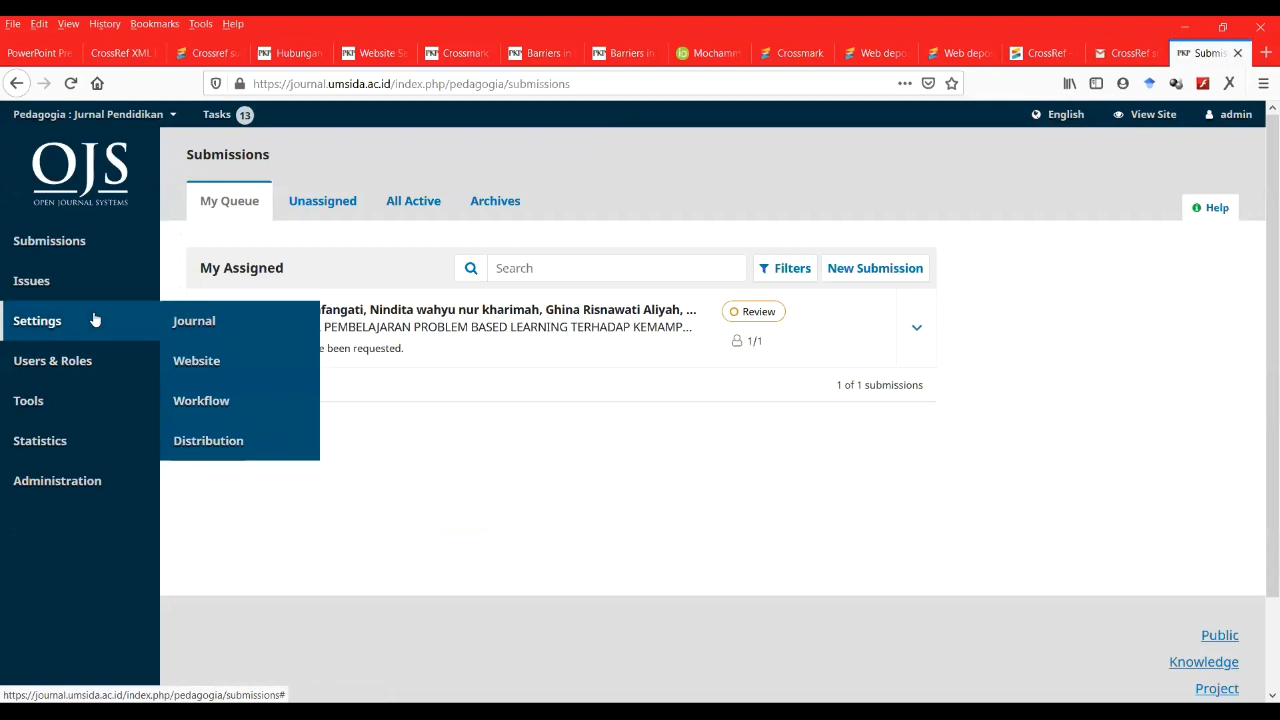 File Edit View History Bookmarks Tools Help
PowerPoint Pre CrossRef XML Crossref su Hubungan Website Se Crossmark Barriers in Barriers in Mochamm Crossmark Web depo Web depo CrossRef - CrossRef s Submis
https://journal.umsida.ac.id/index.php/pedagogia/submissions
Pedagogia : Jurnal Pendidikan Tasks 13 English View Site admin
OJS
OPEN JOURNAL SYSTEMS
Submissions
My Queue Unassigned All Active Archives
Help
Submissions
Issues
Settings
Users & Roles
Tools
Statistics
Administration
Journal
Website
Workflow
Distribution
My Assigned Search Filters New Submission
fangati, Nindita wahyu nur kharimah, Ghina Risnawati Aliyah, ...
PEMBELAJARAN PROBLEM BASED LEARNING TERHADAP KEMAMP...
be been requested.
Review
1/1
1 of 1 submissions
Public
Knowledge
Project
https://journal.umsida.ac.id/index.php/pedagogia/submissions#